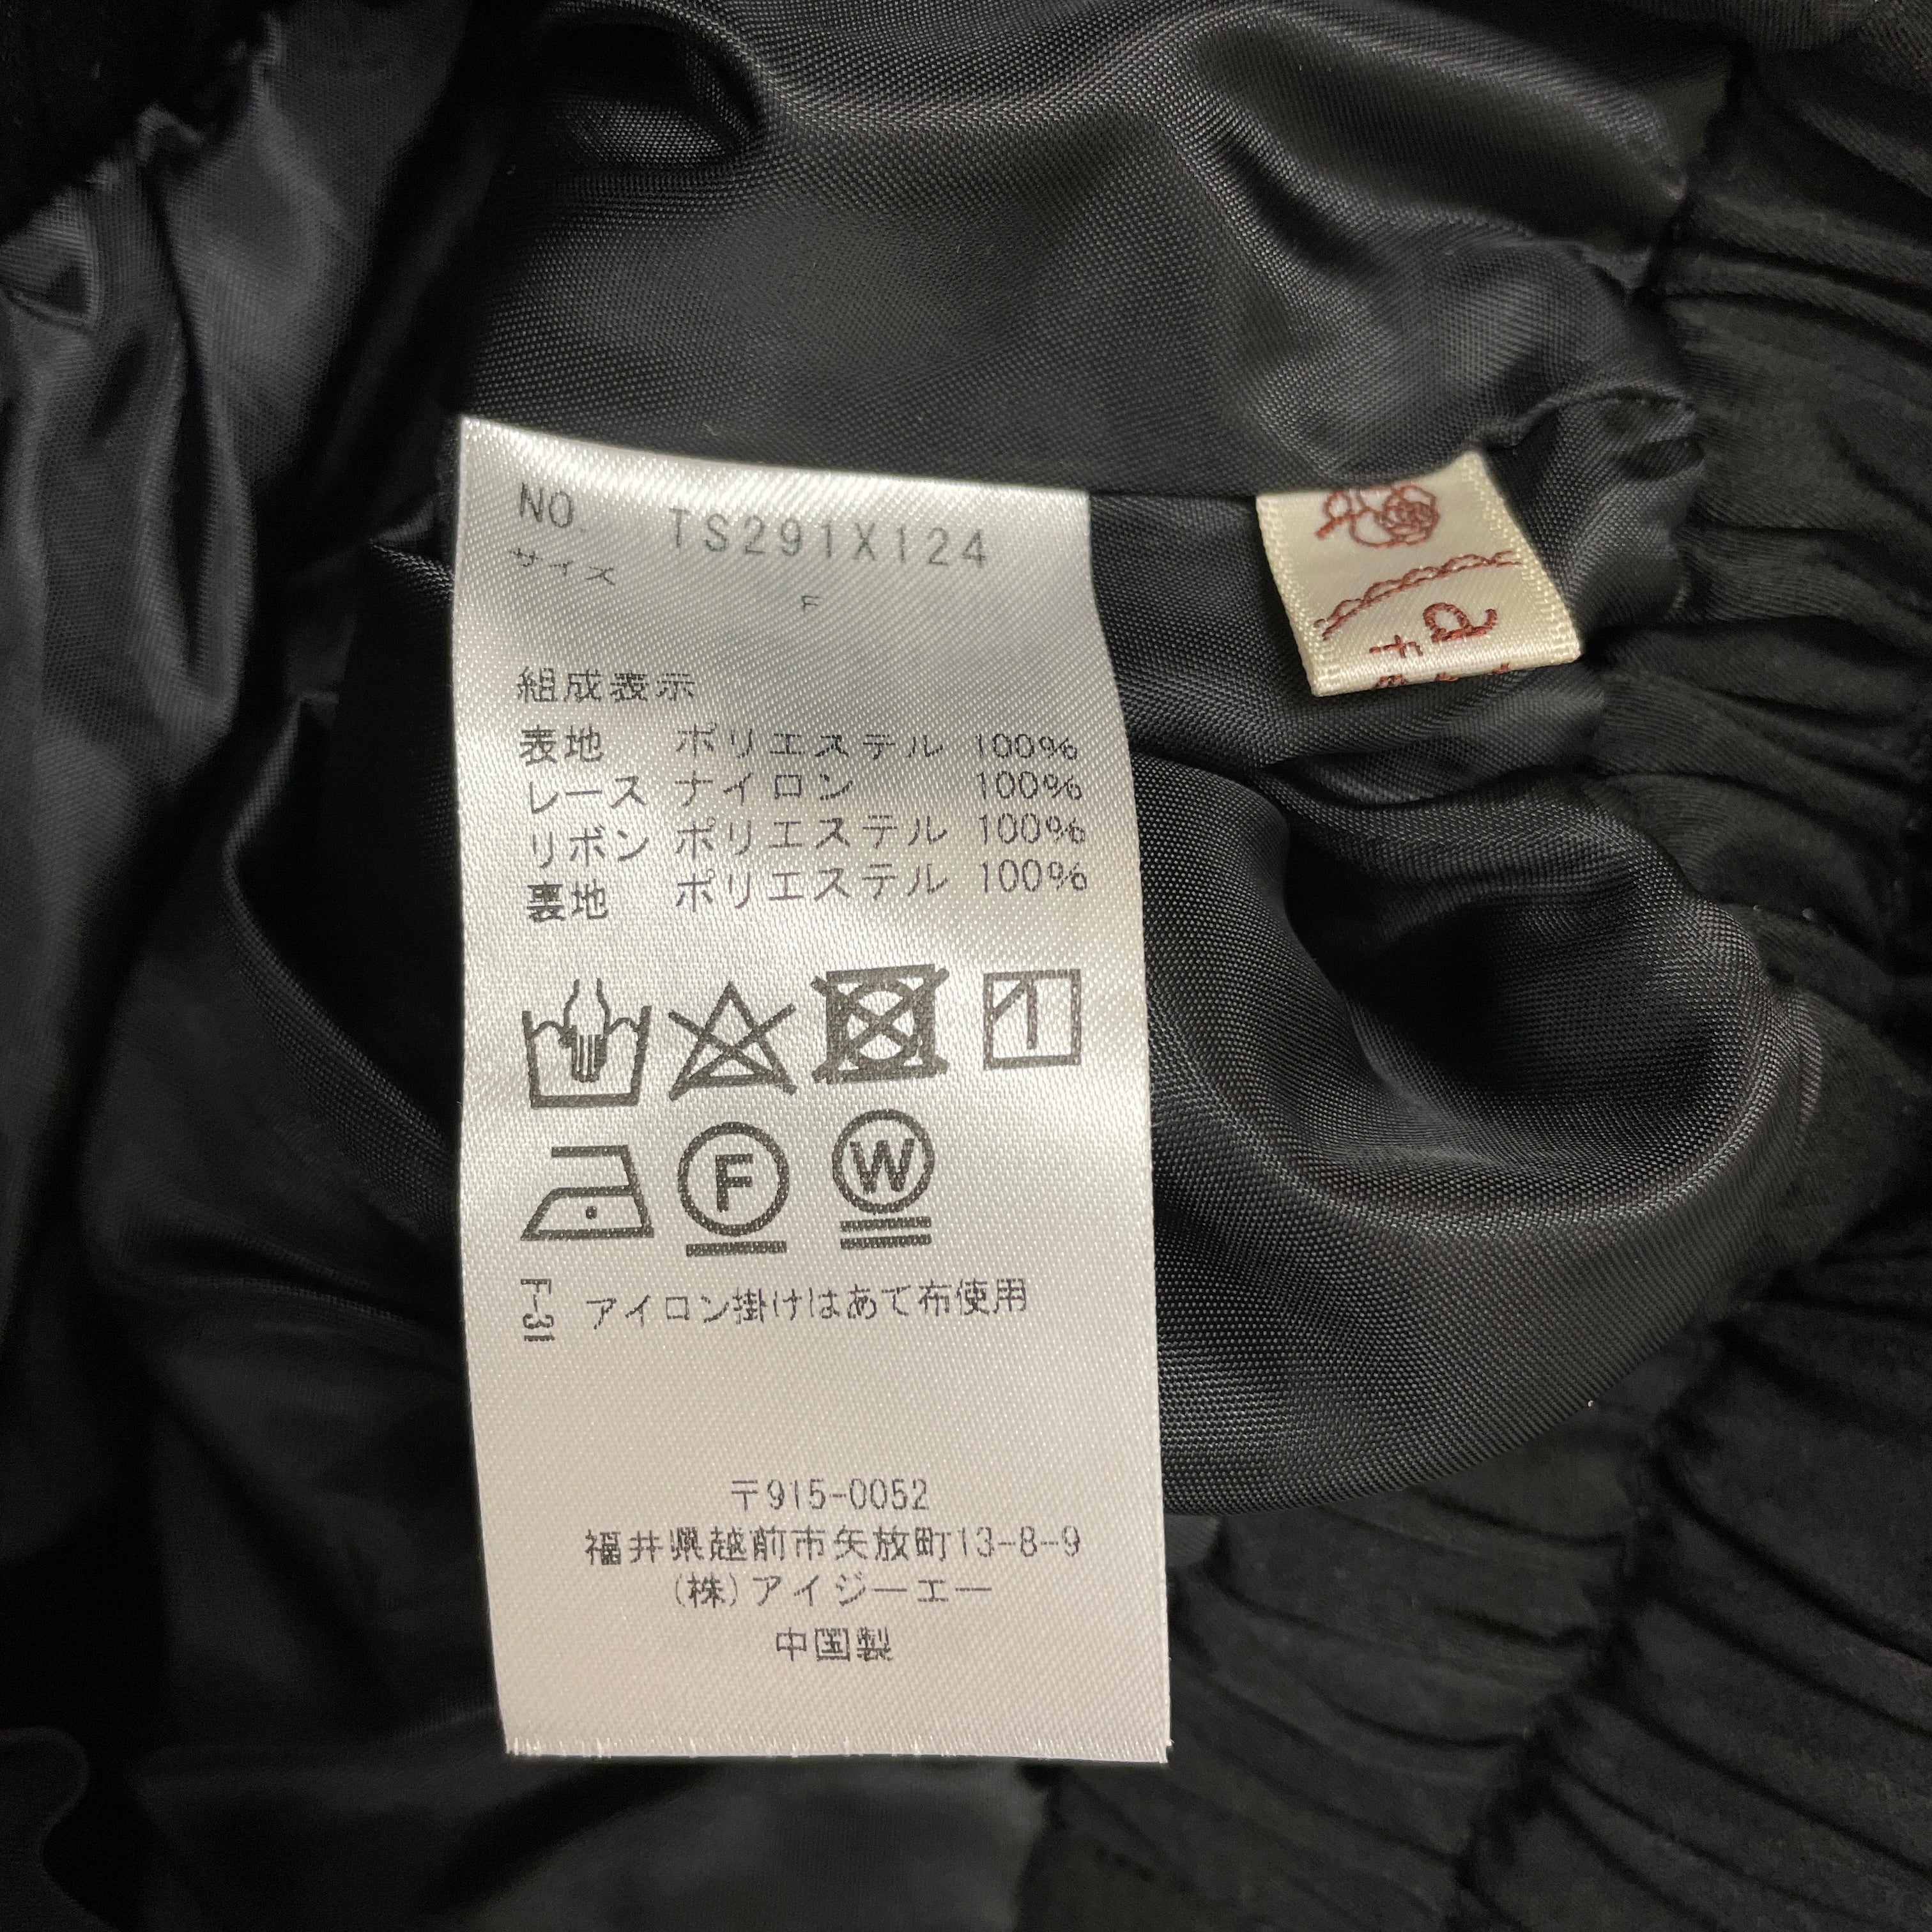 NO. TS291X124
サイズ
F
組成表示
表地 ポリエステル 100%
レース ナイロン 100%
リボン ポリエステル 100%
裏地 ポリエステル 100%
F
W
F-31
アイロン掛けはあて布使用
〒915-0052
福井県越前市矢放町13-8-9
(株)アイジーエー
中国製